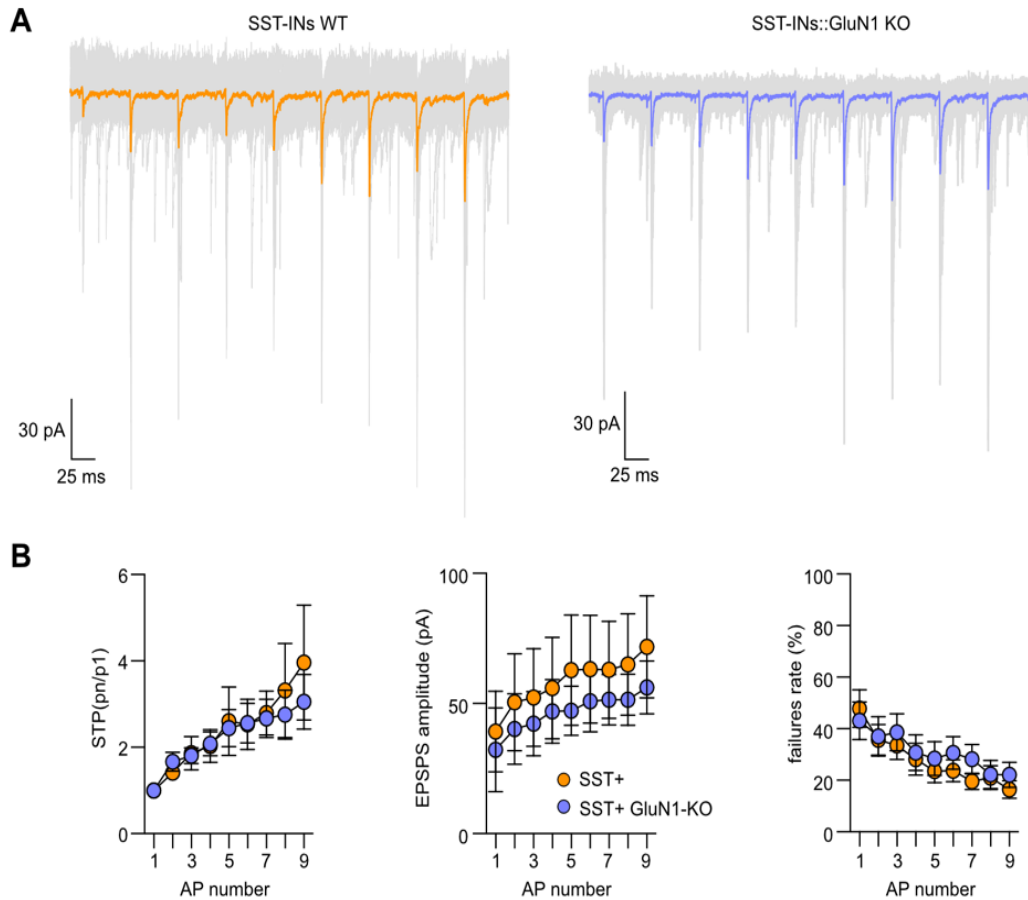 A
SST-INs WT
SST-INs::GluN1 KO
30 pA
25 ms
30 pA
25 ms
B
STP(pn/p1)
6
4
2
0
1 3 5 7 9
AP number
EPSPS amplitude (pA)
100
50
0
SST+
SST+ GluN1-KO
1 3 5 7 9
AP number
failures rate (%)
100
80
60
40
20
0
1 3 5 7 9
AP number